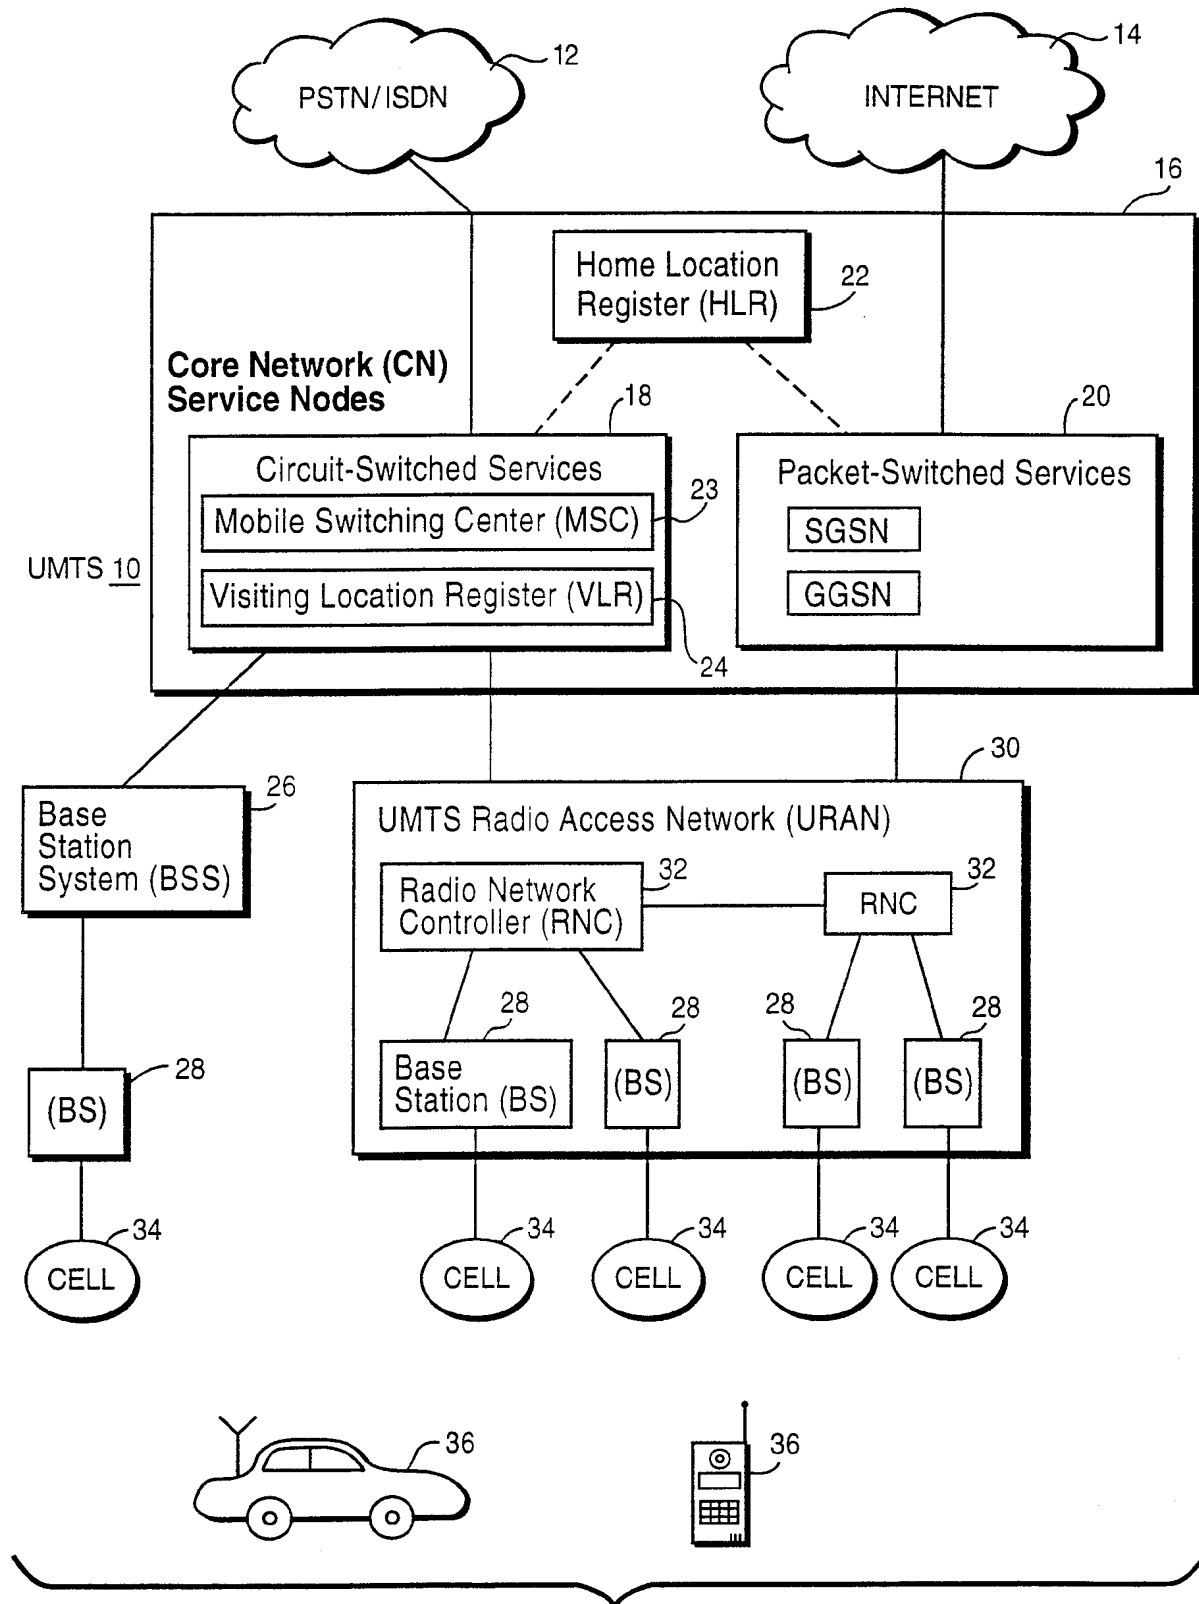 12
PSTN/ISDN
14
INTERNET
16
Home Location
Register (HLR)
22
Core Network (CN)
Service Nodes
18
20
Circuit-Switched Services
Mobile Switching Center (MSC)
23
Visiting Location Register (VLR)
24
Packet-Switched Services
SGSN
GGSN
UMTS 10
30
26
Base
Station
System (BSS)
UMTS Radio Access Network (URAN)
32
Radio Network
Controller (RNC)
32
RNC
28
(BS)
28
Base
Station (BS)
28
(BS)
28
(BS)
28
(BS)
34
CELL
34
CELL
34
CELL
34
CELL
34
CELL
36
36